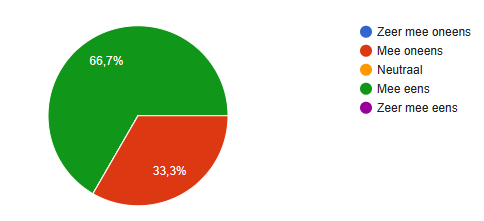 66,7%
33,3%
Zeer mee oneens
Mee oneens
Neutraal
Mee eens
Zeer mee eens